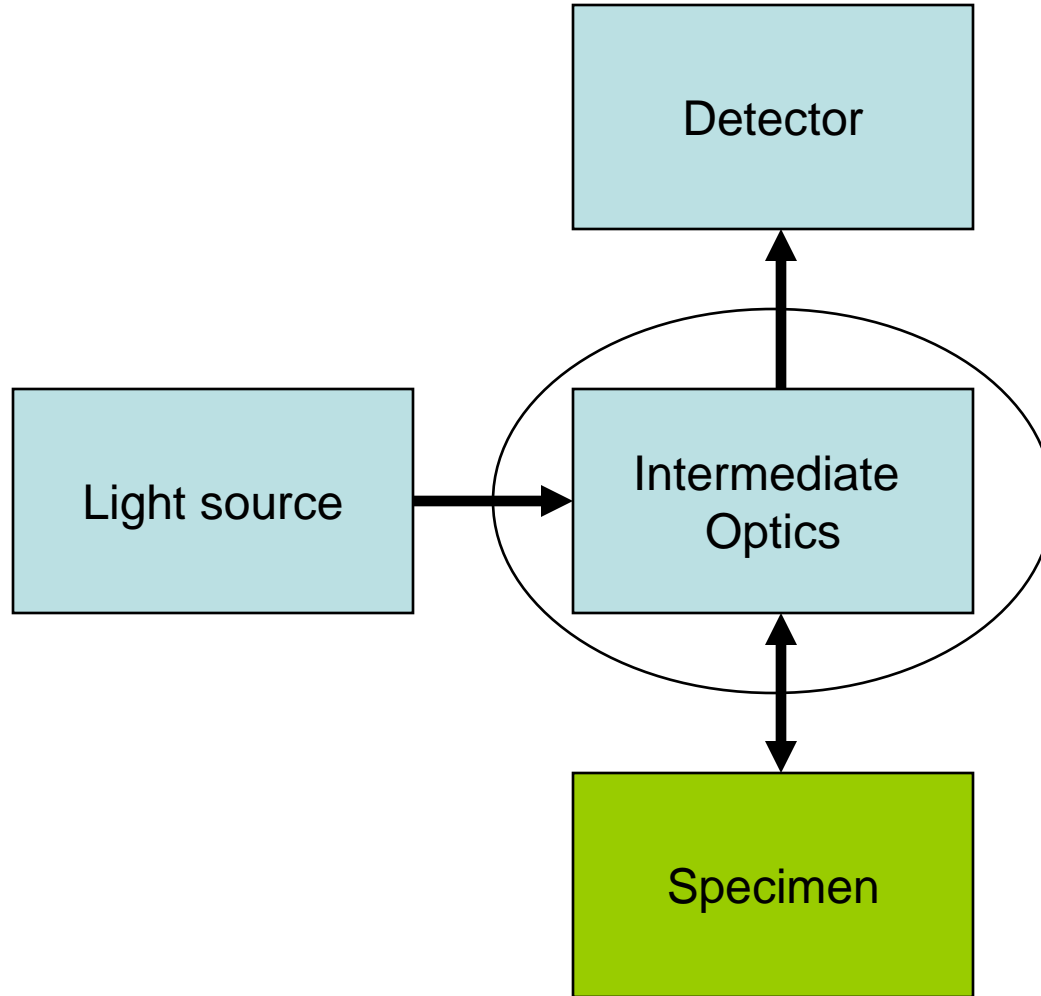 Detector
Light source
Intermediate
Optics
Specimen